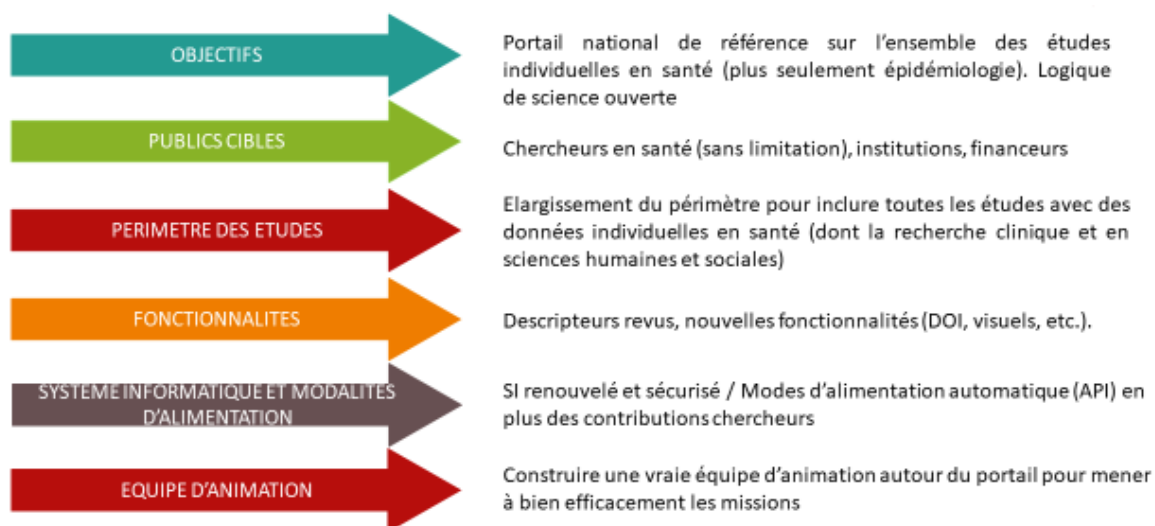 OBJECTIFS
Portail national de référence sur l’ensemble des études
individuelles en santé (plus seulement épidémiologie). Logique
de science ouverte
PUBLICS CIBLES
Chercheurs en santé (sans limitation), institutions, financeurs
PERIMETRE DES ETUDES
Elargissement du périmètre pour inclure toutes les études avec des
données individuelles en santé (dont la recherche clinique et en
sciences humaines et sociales)
FONCTIONNALITES
Descripteurs revus, nouvelles fonctionnalités (DOI, visuels, etc.).
SYSTÈME INFORMATIQUE ET MODALITÉS
D’ALIMENTATION
SI renouvelé et sécurisé / Modes d’alimentation automatique (API) en
plus des contributions chercheurs
EQUIPE D’ANIMATION
Construire une vraie équipe d’animation autour du portail pour mener
à bien efficacement les missions